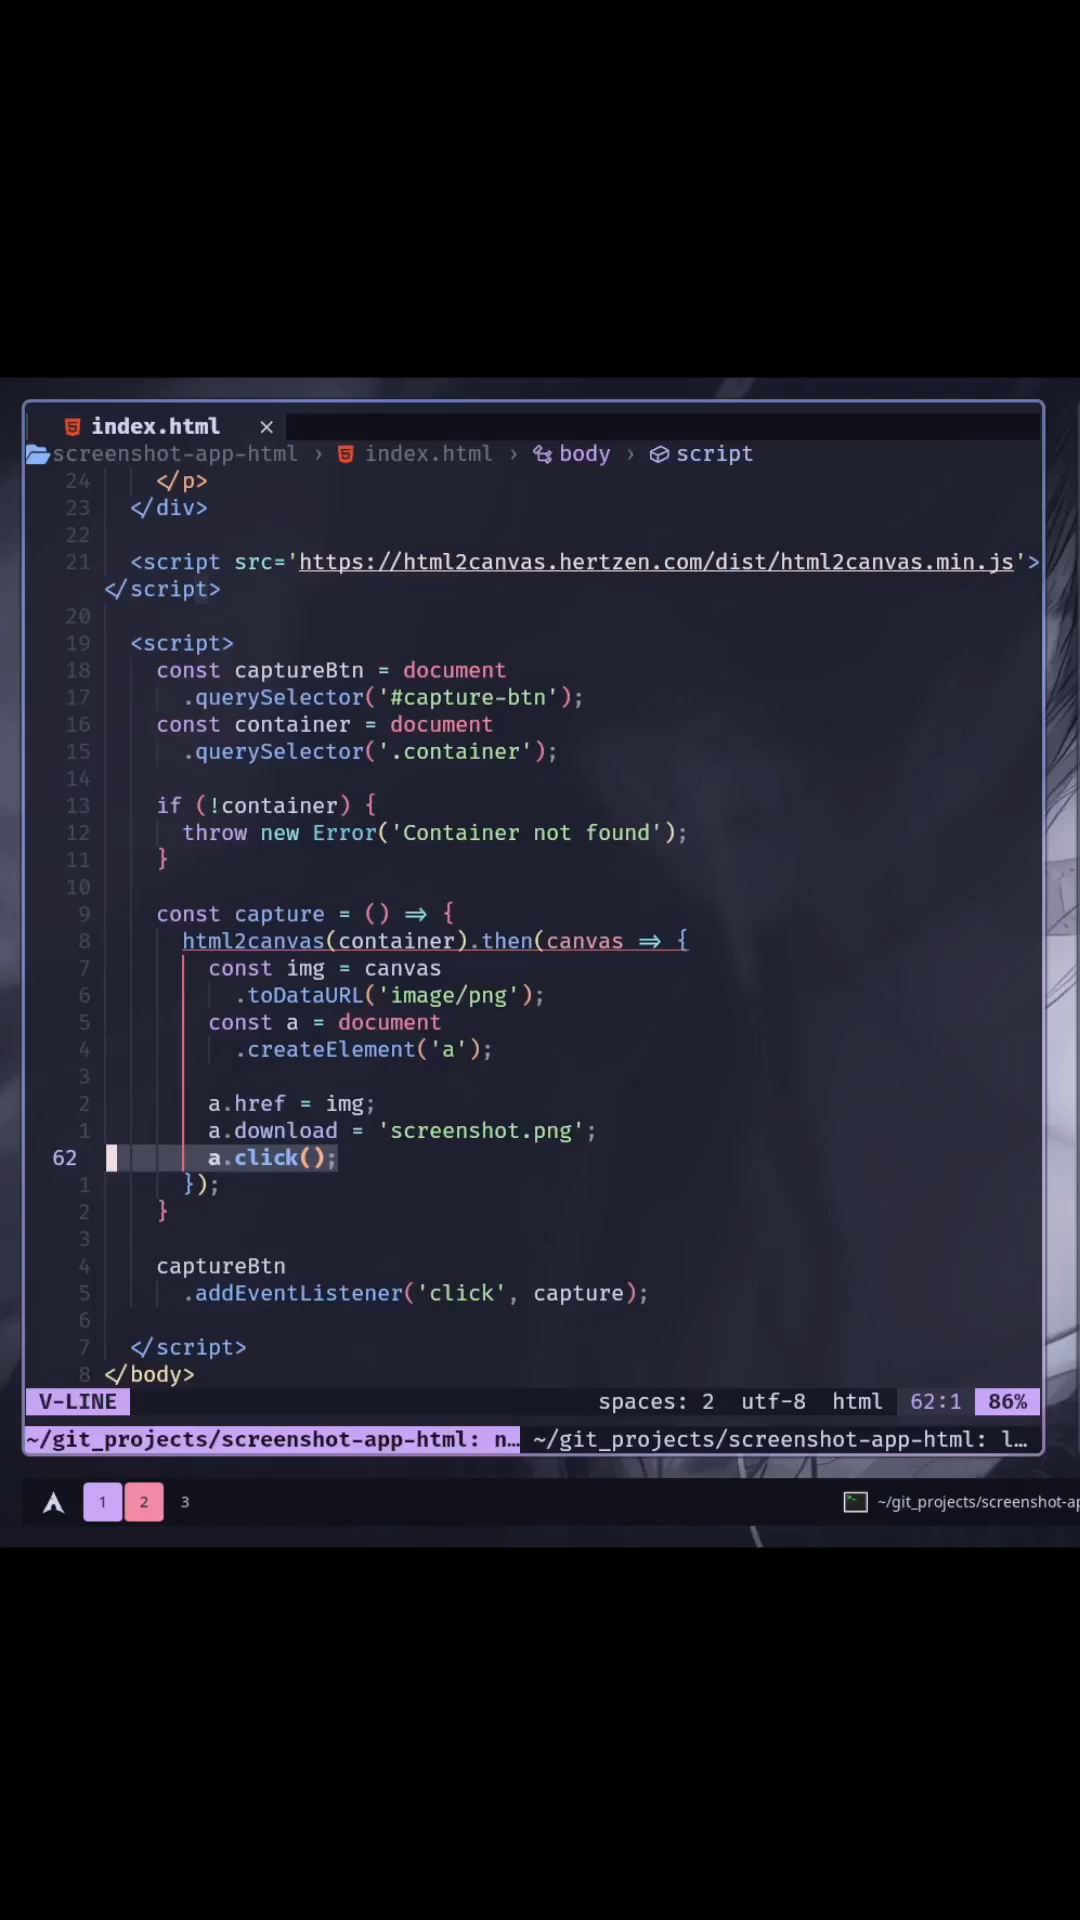 index.html ×
screenshot-app-html › index.html › body › script
24 </p>
23 </div>
22
21 <script src='https://html2canvas.hertzen.com/dist/html2canvas.min.js'>
</script>
20
19 <script>
18 const captureBtn = document
17 .querySelector('#capture-btn');
16 const container = document
15 .querySelector('.container');
14
13 if (!container) {
12 throw new Error('Container not found');
11 }
10
9 const capture = () => {
8 html2canvas(container).then(canvas => {
7 const img = canvas
6 .toDataURL('image/png');
5 const a = document
4 .createElement('a');
3
2 a.href = img;
1 a.download = 'screenshot.png';
62 a.click();
1 });
2 }
3
4 captureBtn
5 .addEventListener('click', capture);
6
7 </script>
8 </body>
V-LINE spaces: 2 utf-8 html 62:1 86%
~/git_projects/screenshot-app-html: n… ~/git_projects/screenshot-app-html: l…
1 2 3 ~/git_projects/screenshot-ap